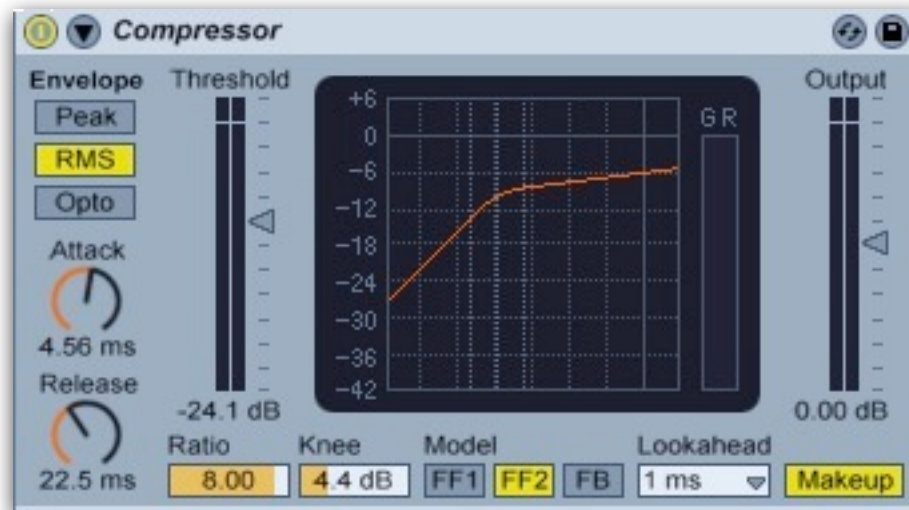 Compressor
Envelope
Peak
RMS
Opto
Attack
4.56 ms
Release
22.5 ms
Threshold
-24.1 dB
+6
0
-6
-12
-18
-24
-30
-36
-42
GR
Output
0.00 dB
Ratio
8.00
Knee
4.4 dB
Model
FF1 FF2 FB
Lookahead
1 ms
Makeup